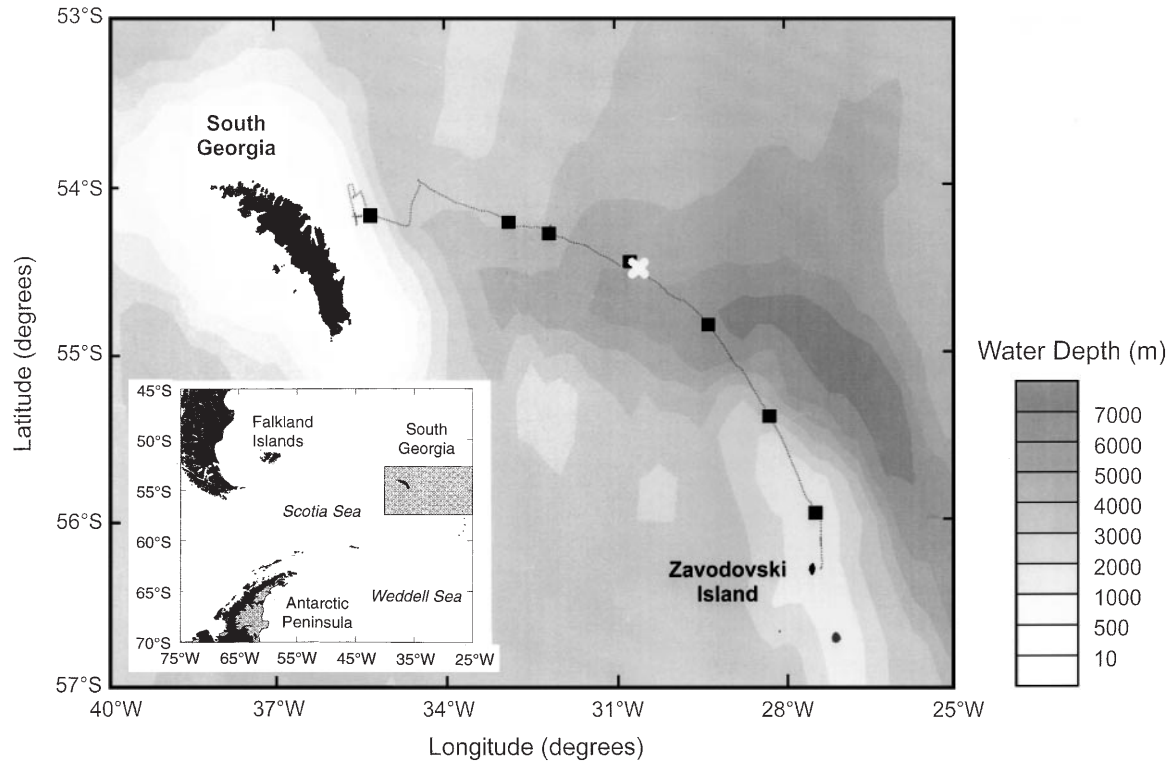 53°S
54°S
55°S
56°S
57°S
Latitude (degrees)
South
Georgia
Zavodovski
Island
40°W
37°W
34°W
31°W
28°W
25°W
Longitude (degrees)
45°S
50°S
55°S
60°S
65°S
70°S
Falkland
Islands
South
Georgia
Scotia Sea
Weddell Sea
Antarctic
Peninsula
75°W
65°W
55°W
45°W
35°W
25°W
Water Depth (m)
7000
6000
5000
4000
3000
2000
1000
500
10